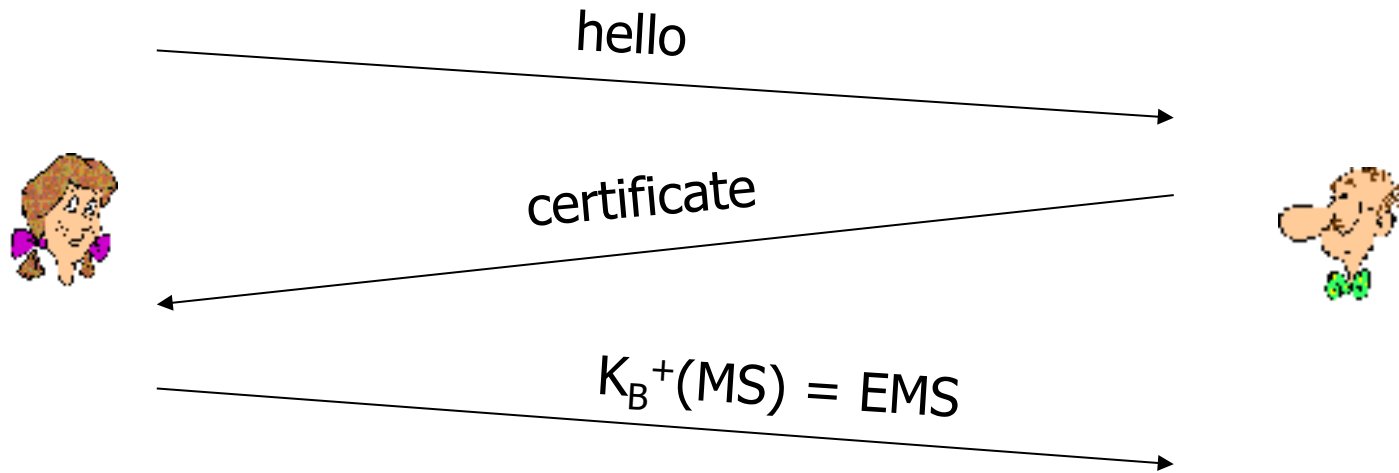 hello
certificate
K_B^+(MS) = EMS